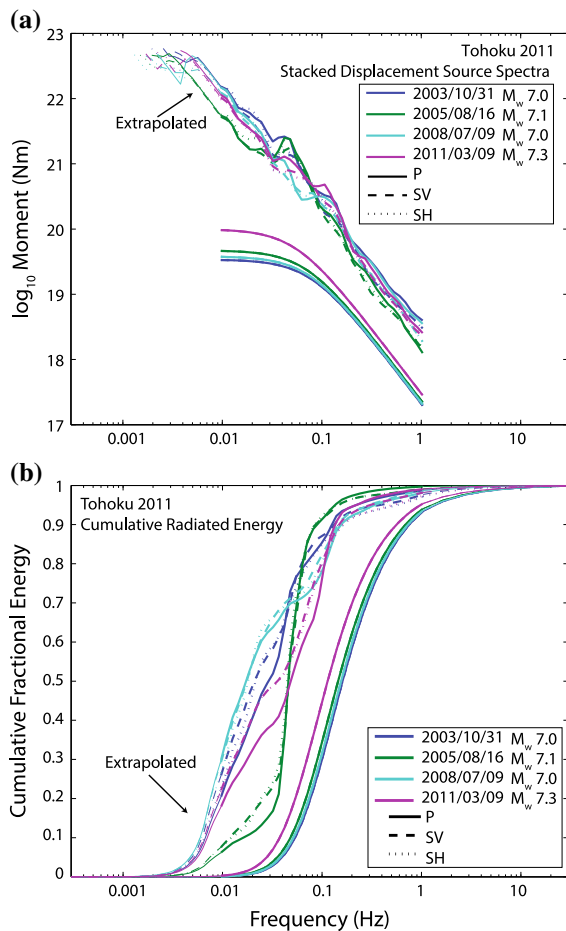 (a)
23
22
21
20
19
18
17
log10 Moment (Nm)
Tohoku 2011
Stacked Displacement Source Spectra
2003/10/31 Mw 7.0
2005/08/16 Mw 7.1
2008/07/09 Mw 7.0
2011/03/09 Mw 7.3
P
SV
SH
Extrapolated
0.001 0.01 0.1 1 10
(b)
1
0.9
0.8
0.7
0.6
0.5
0.4
0.3
0.2
0.1
0
Cumulative Fractional Energy
Tohoku 2011
Cumulative Radiated Energy
Extrapolated
2003/10/31 Mw 7.0
2005/08/16 Mw 7.1
2008/07/09 Mw 7.0
2011/03/09 Mw 7.3
P
SV
SH
0.001 0.01 0.1 1 10
Frequency (Hz)